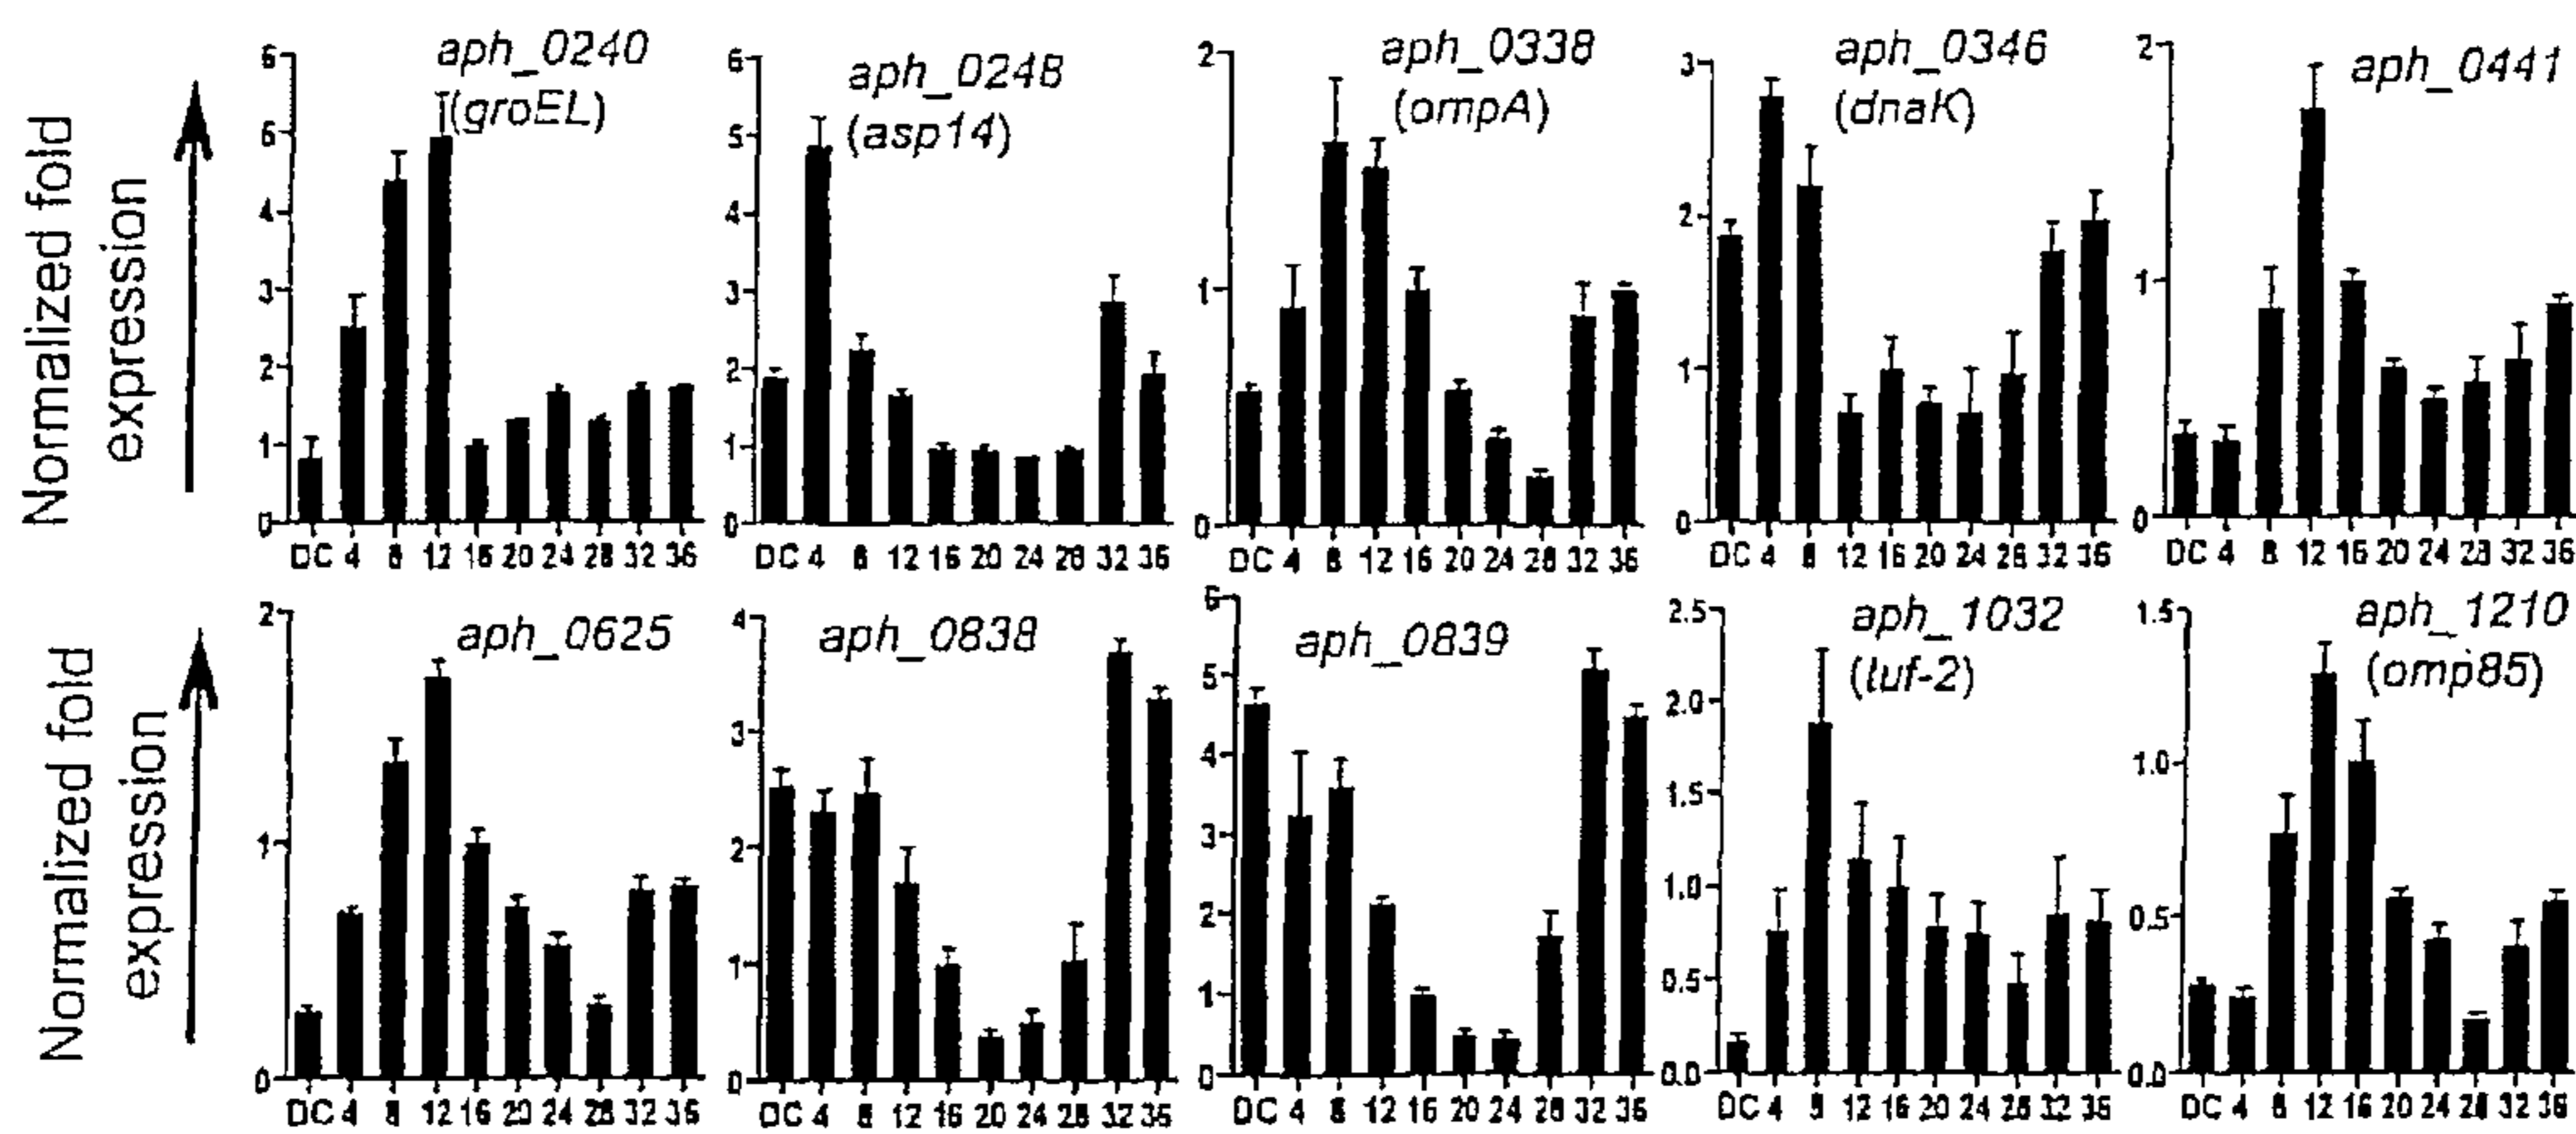 Normalized fold
expression
aph_0240
(groEL)
6
5
4
3
2
1
0
DC 4 8 12 16 20 24 28 32 36
aph_0248
(asp14)
6
5
4
3
2
1
0
DC 4 8 12 16 20 24 28 32 36
aph_0338
(ompA)
2
1
0
DC 4 8 12 16 20 24 28 32 36
aph_0346
(dnaK)
3
2
1
0
DC 4 8 12 16 20 24 28 32 36
aph_0441
2
1
0
DC 4 8 12 16 20 24 28 32 36
Normalized fold
expression
aph_0625
2
1
0
DC 4 8 12 16 20 24 28 32 36
aph_0838
4
3
2
1
0
DC 4 8 12 16 20 24 28 32 36
aph_0839
6
5
4
3
2
1
0
DC 4 8 12 16 20 24 28 32 36
aph_1032
(tuf-2)
2.5
2.0
1.5
1.0
0.5
0.0
DC 4 8 12 16 20 24 28 32 36
aph_1210
(omp85)
1.5
1.0
0.5
0.0
DC 4 8 12 16 20 24 28 32 36